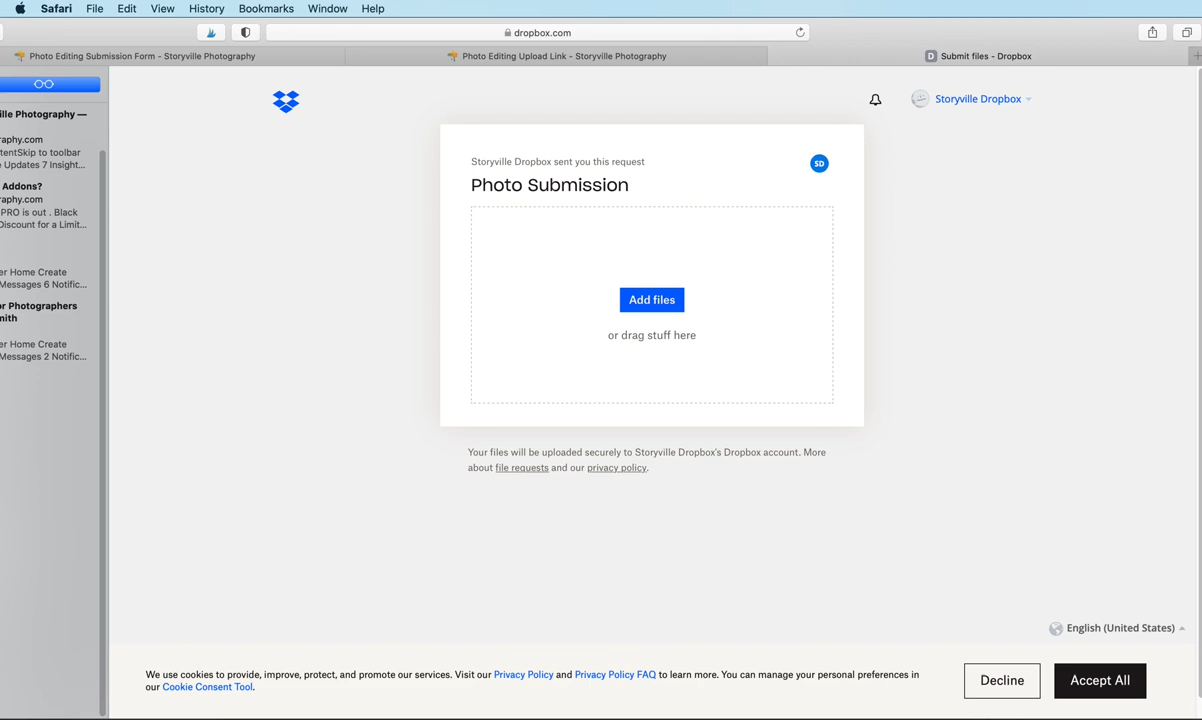 Safari File Edit View History Bookmarks Window Help
dropbox.com
Photo Editing Submission Form - Storyville Photography
Photo Editing Upload Link - Storyville Photography
D Submit files - Dropbox
ille Photography —
raphy.com
tentSkip to toolbar
e Updates 7 Insight...
Addons?
raphy.com
PRO is out . Black
Discount for a Limit...
er Home Create
Messages 6 Notific...
or Photographers
mith
er Home Create
Messages 2 Notific...
Storyville Dropbox
Storyville Dropbox sent you this request
SD
Photo Submission
Add files
or drag stuff here
Your files will be uploaded securely to Storyville Dropbox's Dropbox account. More
about file requests and our privacy policy.
English (United States)
We use cookies to provide, improve, protect, and promote our services. Visit our Privacy Policy and Privacy Policy FAQ to learn more. You can manage your personal preferences in
our Cookie Consent Tool.
Decline
Accept All